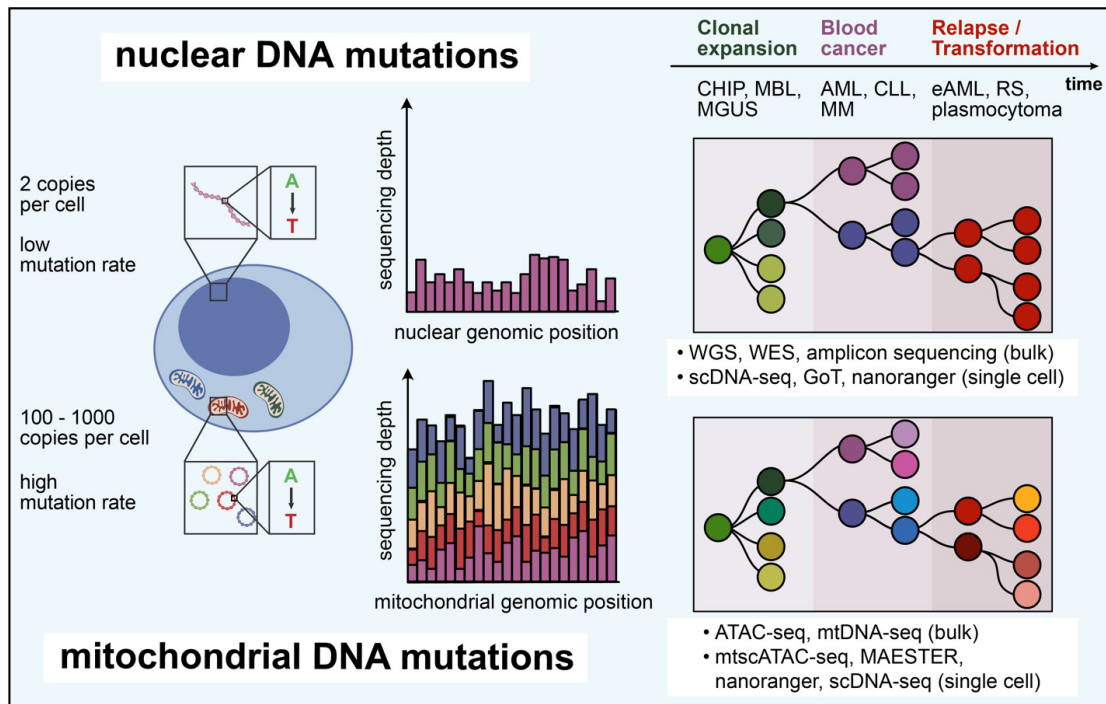 nuclear DNA mutations
2 copies
per cell
low
mutation rate
A
T
sequencing depth
nuclear genomic position
100 - 1000
copies per cell
high
mutation rate
A
T
sequencing depth
mitochondrial genomic position
mitochondrial DNA mutations
Clonal
expansion
Blood
cancer
Relapse /
Transformation
time
CHIP, MBL,
MGUS
AML, CLL,
MM
eAML, RS,
plasmocytoma
• WGS, WES, amplicon sequencing (bulk)
• scDNA-seq, GoT, nanoranger (single cell)
• ATAC-seq, mtDNA-seq (bulk)
• mtscATAC-seq, MAESTER,
nanoranger, scDNA-seq (single cell)